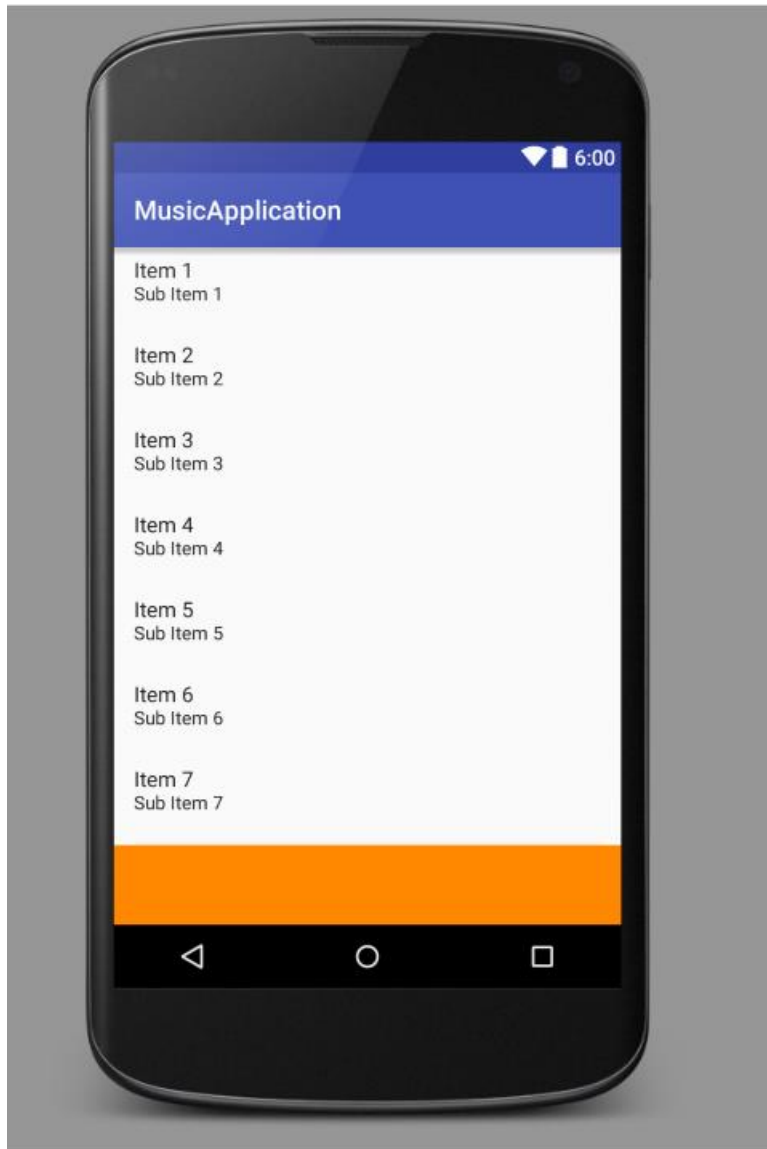 6:00
MusicApplication
Item 1
Sub Item 1
Item 2
Sub Item 2
Item 3
Sub Item 3
Item 4
Sub Item 4
Item 5
Sub Item 5
Item 6
Sub Item 6
Item 7
Sub Item 7